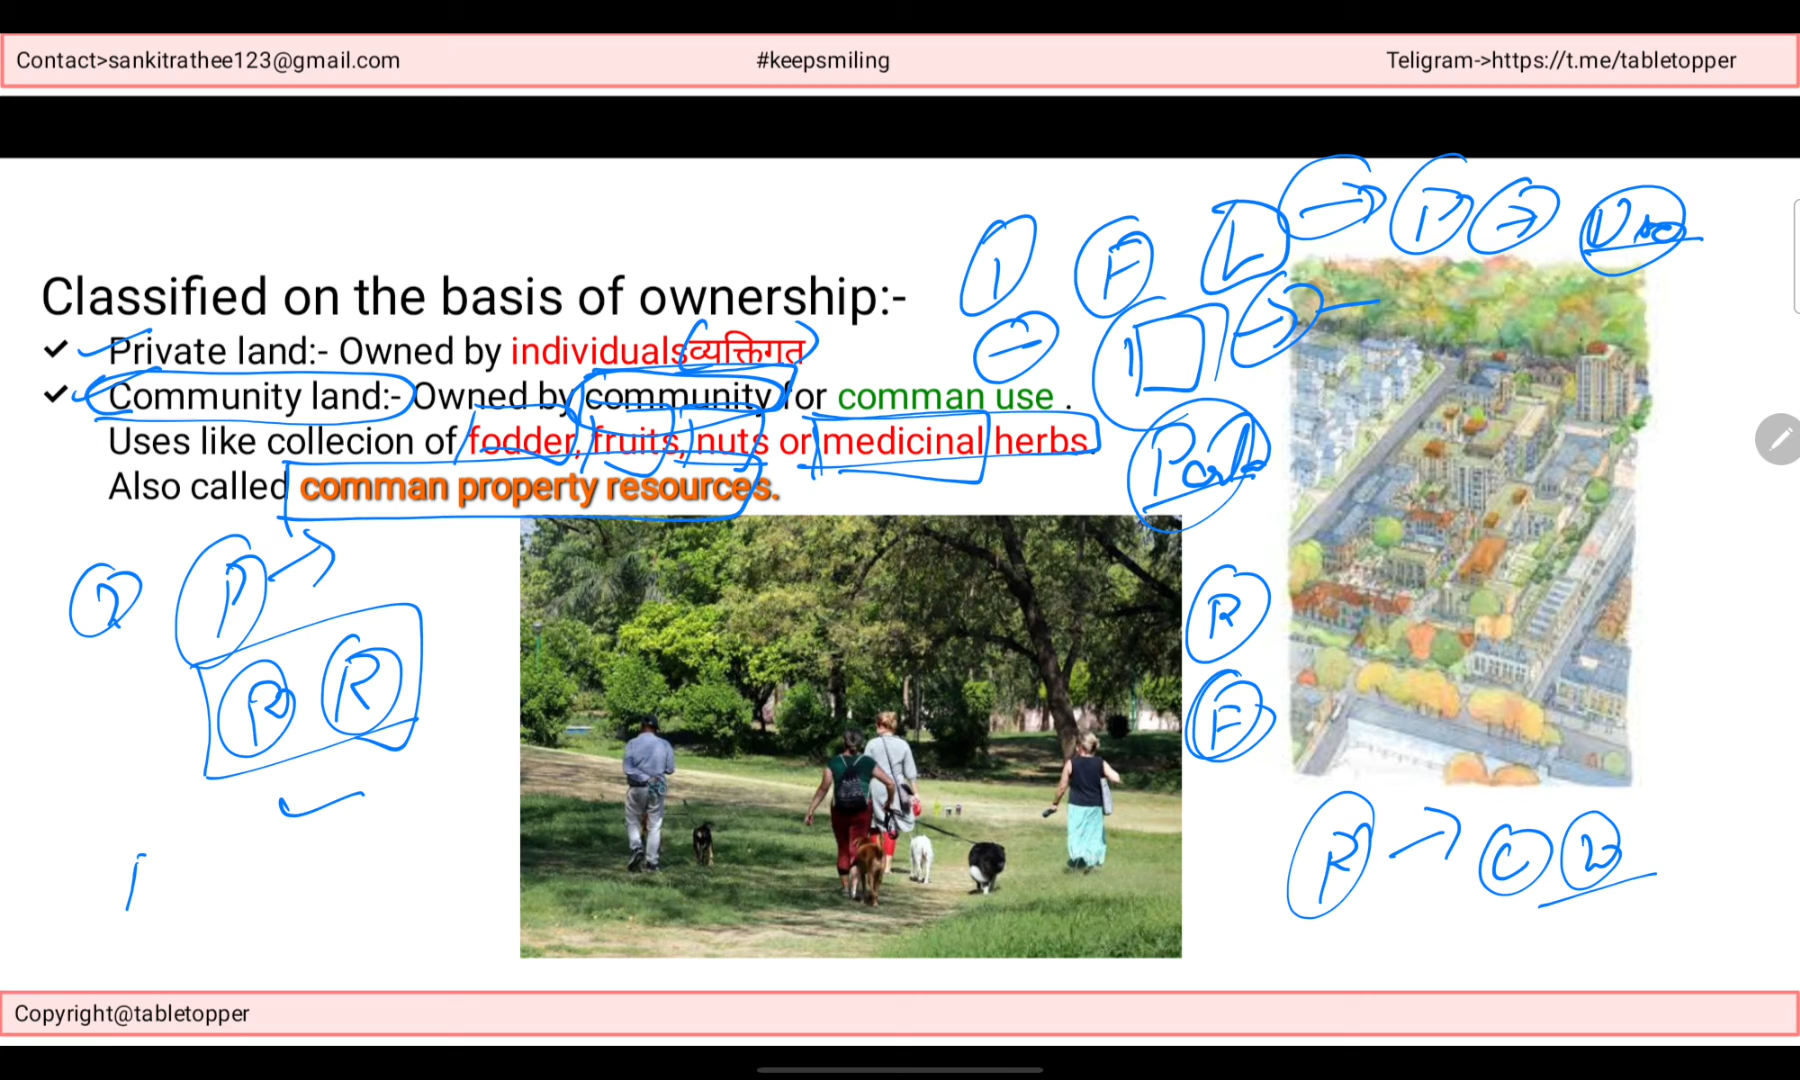 Contact>sankitrathee123@gmail.com
#keepsmiling
Teligram->https://t.me/tabletopper
Classified on the basis of ownership:-
✔ Private land:- Owned by individualsव्यक्तिगत
✔ Community land:- Owned by community for comman use .
Uses like collecion of fodder, fruits, nuts or medicinal herbs.
Also called comman property resources.
P
F
L
P
Use
Park
R
F
R
P
R
R
Copyright@tabletopper